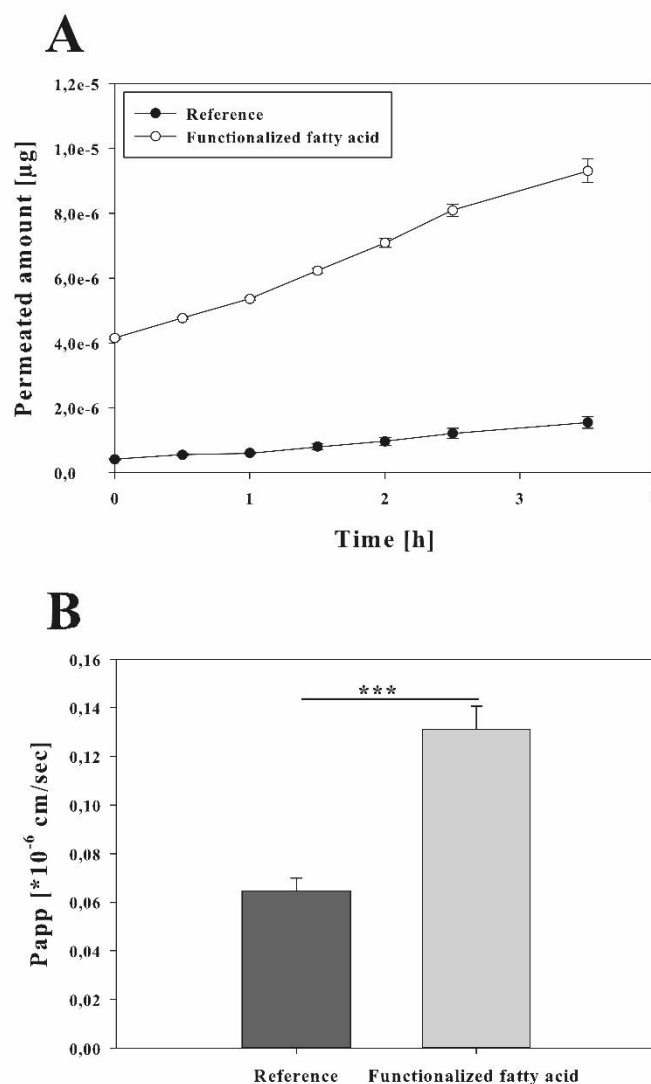 A
Permeated amount [µg]
1,2e-5
1,0e-5
8,0e-6
6,0e-6
4,0e-6
2,0e-6
0,0
Reference
Functionalized fatty acid
0 1 2 3
Time [h]
B
Papp [*10⁻⁶ cm/sec]
0,16
0,14
0,12
0,10
0,08
0,06
0,04
0,02
0,00
***
Reference Functionalized fatty acid